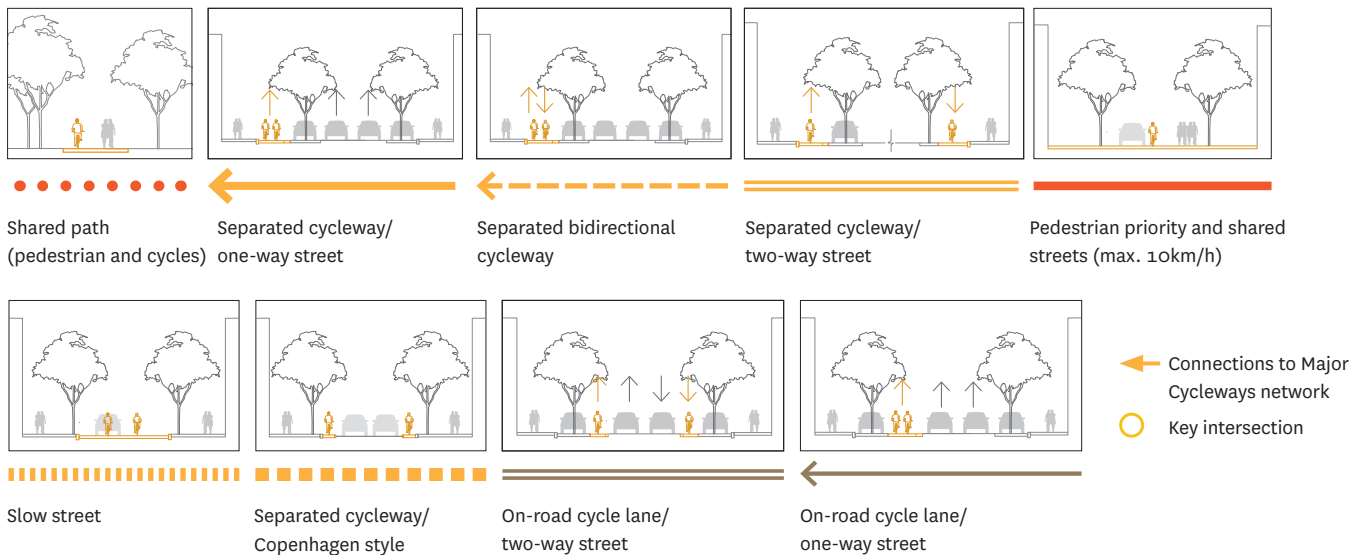 Shared path
(pedestrian and cycles)
Separated cycleway/
one-way street
Separated bidirectional
cycleway
Separated cycleway/
two-way street
Pedestrian priority and shared
streets (max. 10km/h)
Slow street
Separated cycleway/
Copenhagen style
On-road cycle lane/
two-way street
On-road cycle lane/
one-way street
Connections to Major
Cycleways network
Key intersection